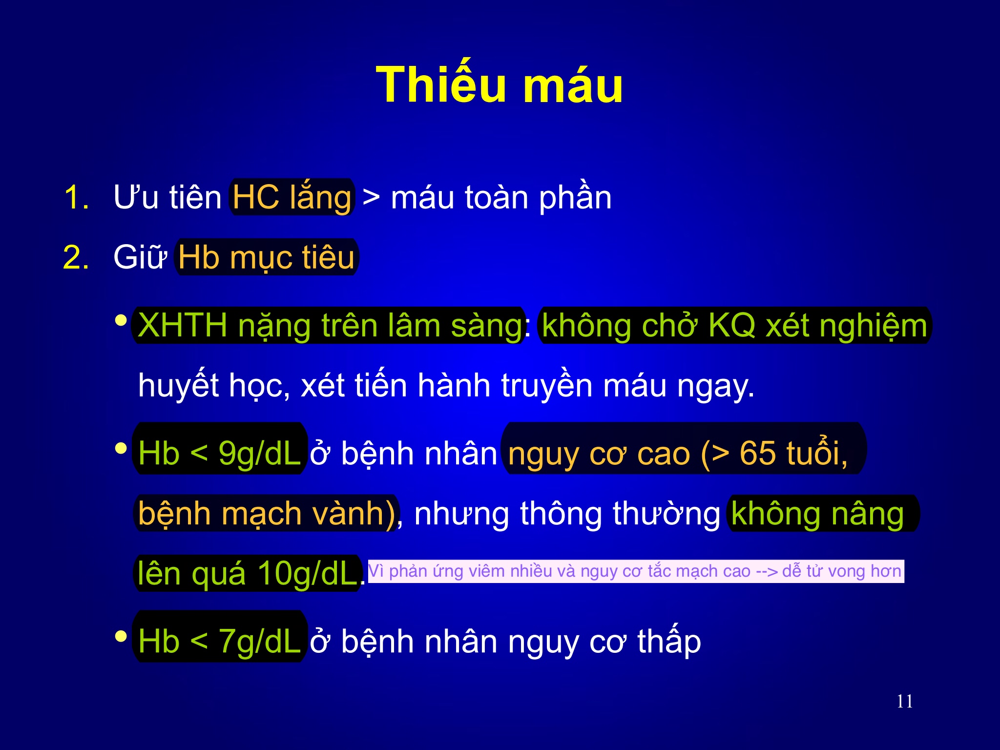 Thiếu máu
1. Ưu tiên HC lắng > máu toàn phần
2. Giữ Hb mục tiêu
• XHTH nặng trên lâm sàng: không chở KQ xét nghiệm
huyết học, xét tiến hành truyền máu ngay.
• Hb < 9g/dL ở bệnh nhân nguy cơ cao (> 65 tuổi,
bệnh mạch vành), nhưng thông thường không nâng
lên quá 10g/dL. Vì phản ứng viêm nhiều và nguy cơ tắc mạch cao --> dễ tử vong hơn
• Hb < 7g/dL ở bệnh nhân nguy cơ thấp
11